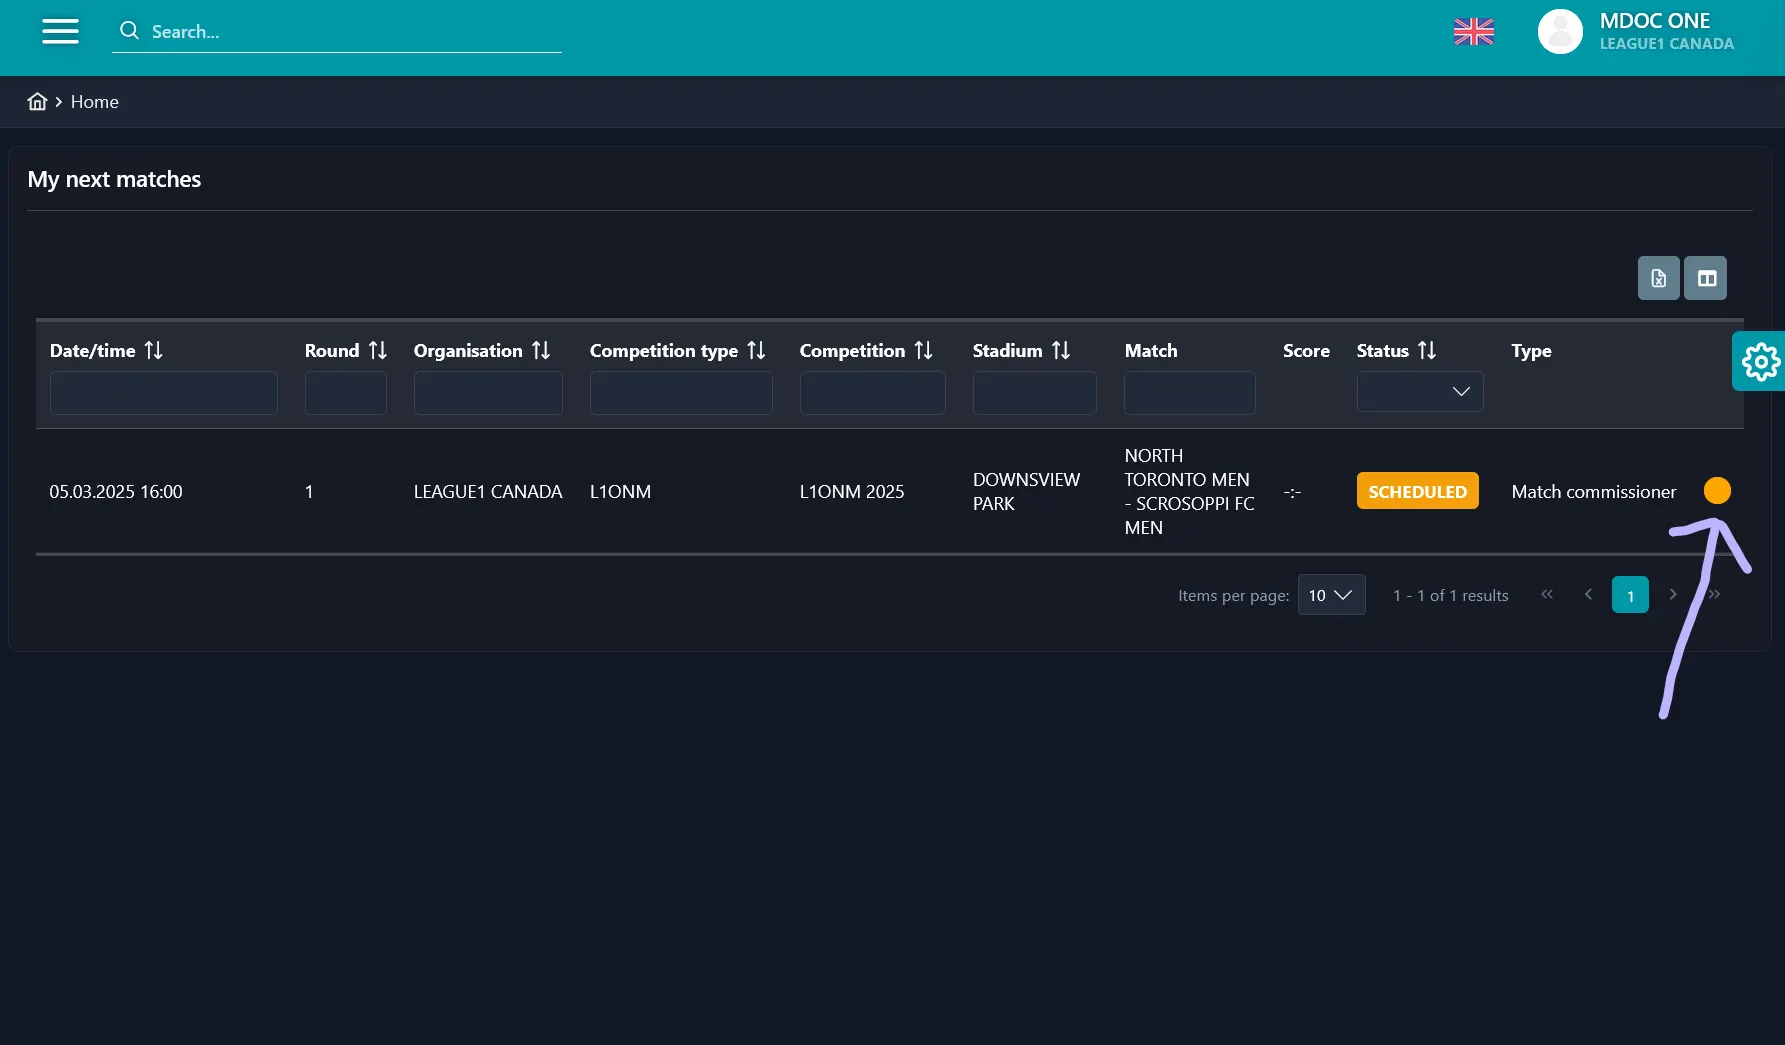 Search...
MDOC ONE
LEAGUE1 CANADA
Home
My next matches
Date/time Round Organisation Competition type Competition Stadium Match Score Status Type
05.03.2025 16:00 1 LEAGUE1 CANADA L1ONM L1ONM 2025 DOWNSVIEW PARK NORTH TORONTO MEN - SCROSOPPI FC MEN -:- SCHEDULED Match commissioner
Items per page: 10 1 - 1 of 1 results « ‹ 1 › »